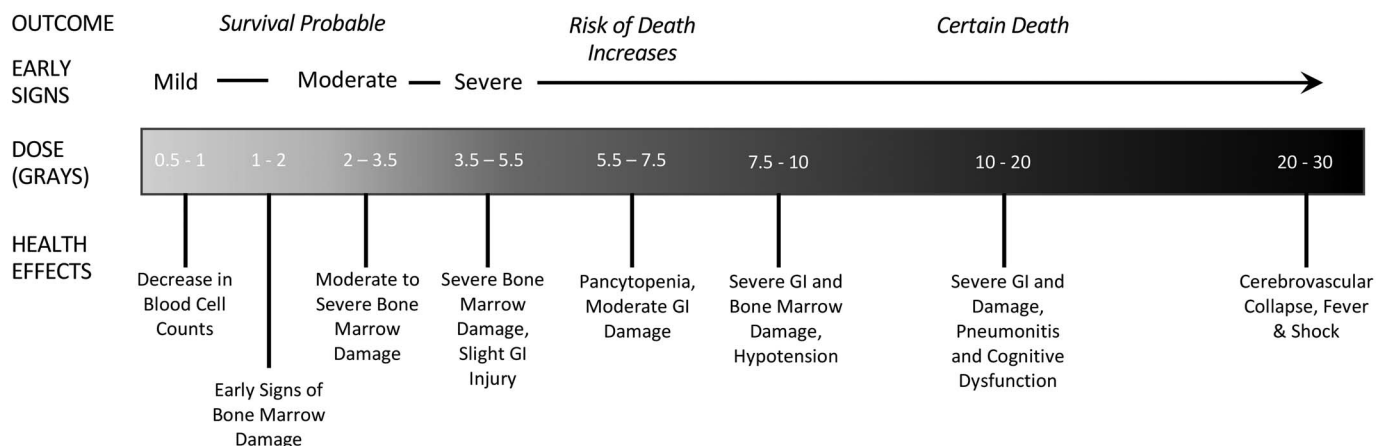 OUTCOME
Survival Probable
Risk of Death
Increases
Certain Death
EARLY
SIGNS
Mild
Moderate
Severe
DOSE
(GRAYS)
0.5 - 1
1 - 2
2 – 3.5
3.5 – 5.5
5.5 – 7.5
7.5 - 10
10 - 20
20 - 30
HEALTH
EFFECTS
Decrease in
Blood Cell
Counts
Early Signs of
Bone Marrow
Damage
Moderate to
Severe Bone
Marrow
Damage
Severe Bone
Marrow
Damage,
Slight GI
Injury
Pancytopenia,
Moderate GI
Damage
Severe GI and
Bone Marrow
Damage,
Hypotension
Severe GI and
Damage,
Pneumonitis
and Cognitive
Dysfunction
Cerebrovascular
Collapse, Fever
& Shock